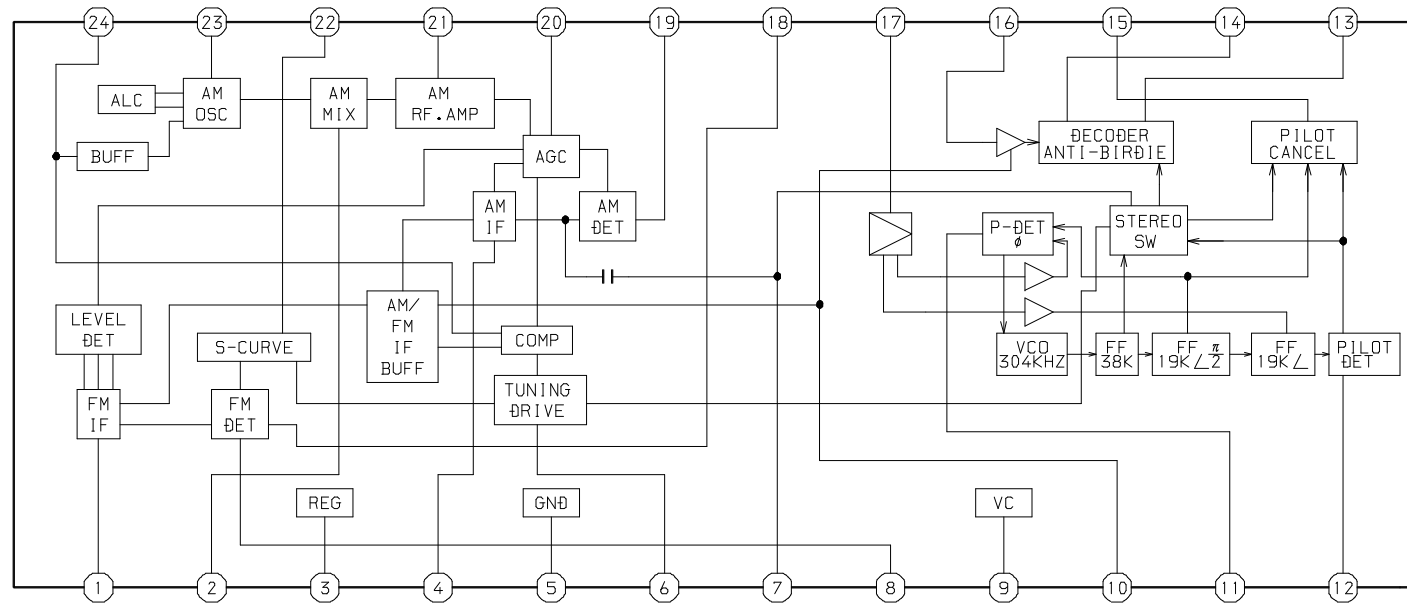 24 23 22 21 20 19 18 17 16 15 14 13
ALC
AM
OSC
AM
MIX
AM
RF.AMP
BUFF
AGC
DECODER
ANTI-BIRDIE
PILOT
CANCEL
AM
IF
AM
DET
P-DET
ø
STEREO
SW
LEVEL
DET
S-CURVE
AM/
FM
IF
BUFF
COMP
VCO
304KHZ
FF
38K
FF
19K∠π/2
FF
19K∠
PILOT
DET
FM
IF
FM
DET
TUNING
DRIVE
REG
GND
VC
1 2 3 4 5 6 7 8 9 10 11 12